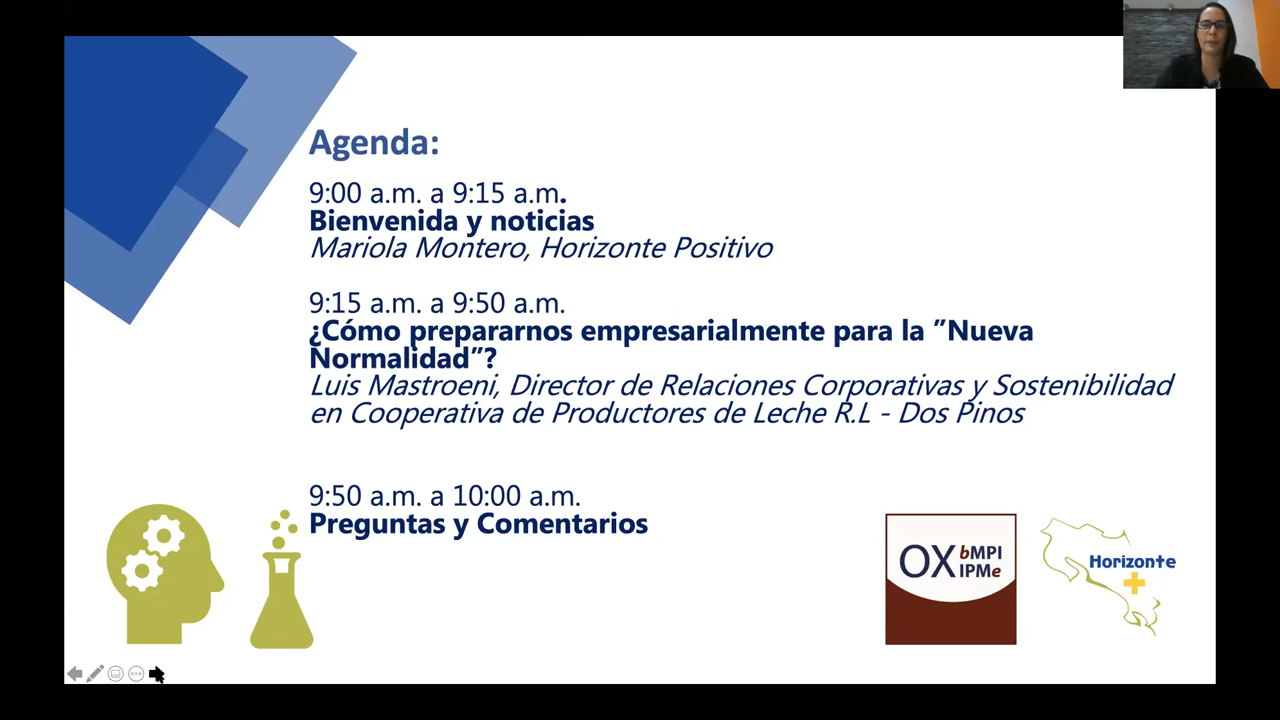 Agenda:
9:00 a.m. a 9:15 a.m.
Bienvenida y noticias
Mariola Montero, Horizonte Positivo
9:15 a.m. a 9:50 a.m.
¿Cómo prepararnos empresarialmente para la ”Nueva
Normalidad”?
Luis Mastroeni, Director de Relaciones Corporativas y Sostenibilidad
en Cooperativa de Productores de Leche R.L - Dos Pinos
9:50 a.m. a 10:00 a.m.
Preguntas y Comentarios
OX bMPI
IPMe
Horizonte
+